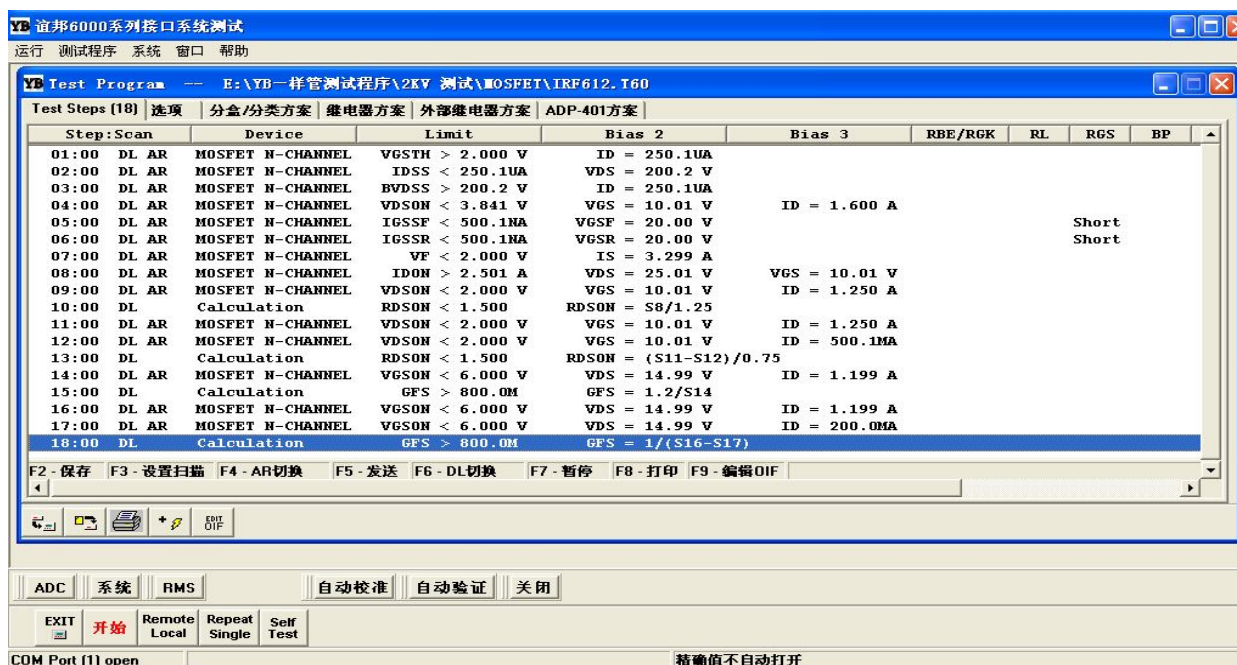 YB 谊邦6000系列接口系统测试
运行 测试程序 系统 窗口 帮助
YB Test Program -- E:\YB一样管测试程序\2KV 测试\MOSFET\IRF612.T60
Test Steps (18) 选项 分盒/分类方案 继电器方案 外部继电器方案 ADP-401方案
Step:Scan Device Limit Bias 2 Bias 3 RBE/RGK RL RGS BP
01:00 DL AR MOSFET N-CHANNEL VGSTH > 2.000 V ID = 250.1UA
02:00 DL AR MOSFET N-CHANNEL IDSS < 250.1UA VDS = 200.2 V
03:00 DL AR MOSFET N-CHANNEL BVDSS > 200.2 V ID = 250.1UA
04:00 DL AR MOSFET N-CHANNEL VDSON < 3.841 V VGS = 10.01 V ID = 1.600 A
05:00 DL AR MOSFET N-CHANNEL IGSSF < 500.1NA VGSF = 20.00 V Short
06:00 DL AR MOSFET N-CHANNEL IGSSR < 500.1NA VGSR = 20.00 V Short
07:00 DL AR MOSFET N-CHANNEL VF < 2.000 V IS = 3.299 A
08:00 DL AR MOSFET N-CHANNEL IDON > 2.501 A VDS = 25.01 V VGS = 10.01 V
09:00 DL AR MOSFET N-CHANNEL VDSON < 2.000 V VGS = 10.01 V ID = 1.250 A
10:00 DL Calculation RDSON < 1.500 RDSON = S8/1.25
11:00 DL AR MOSFET N-CHANNEL VDSON < 2.000 V VGS = 10.01 V ID = 1.250 A
12:00 DL AR MOSFET N-CHANNEL VDSON < 2.000 V VGS = 10.01 V ID = 500.1MA
13:00 DL Calculation RDSON < 1.500 RDSON = (S11-S12)/0.75
14:00 DL AR MOSFET N-CHANNEL VGSON < 6.000 V VDS = 14.99 V ID = 1.199 A
15:00 DL Calculation GFS > 800.0M GFS = 1.2/S14
16:00 DL AR MOSFET N-CHANNEL VGSON < 6.000 V VDS = 14.99 V ID = 1.199 A
17:00 DL AR MOSFET N-CHANNEL VGSON < 6.000 V VDS = 14.99 V ID = 200.0MA
18:00 DL Calculation GFS > 800.0M GFS = 1/(S16-S17)
F2 - 保存 F3 - 设置扫描 F4 - AR切换 F5 - 发送 F6 - DL切换 F7 - 暂停 F8 - 打印 F9 - 编辑OIF
EDIT OIF
ADC 系统 RMS 自动校准 自动验证 关闭
EXIT 开始 Remote Local Repeat Single Self Test
COM Port (1) open 精确值不自动打开